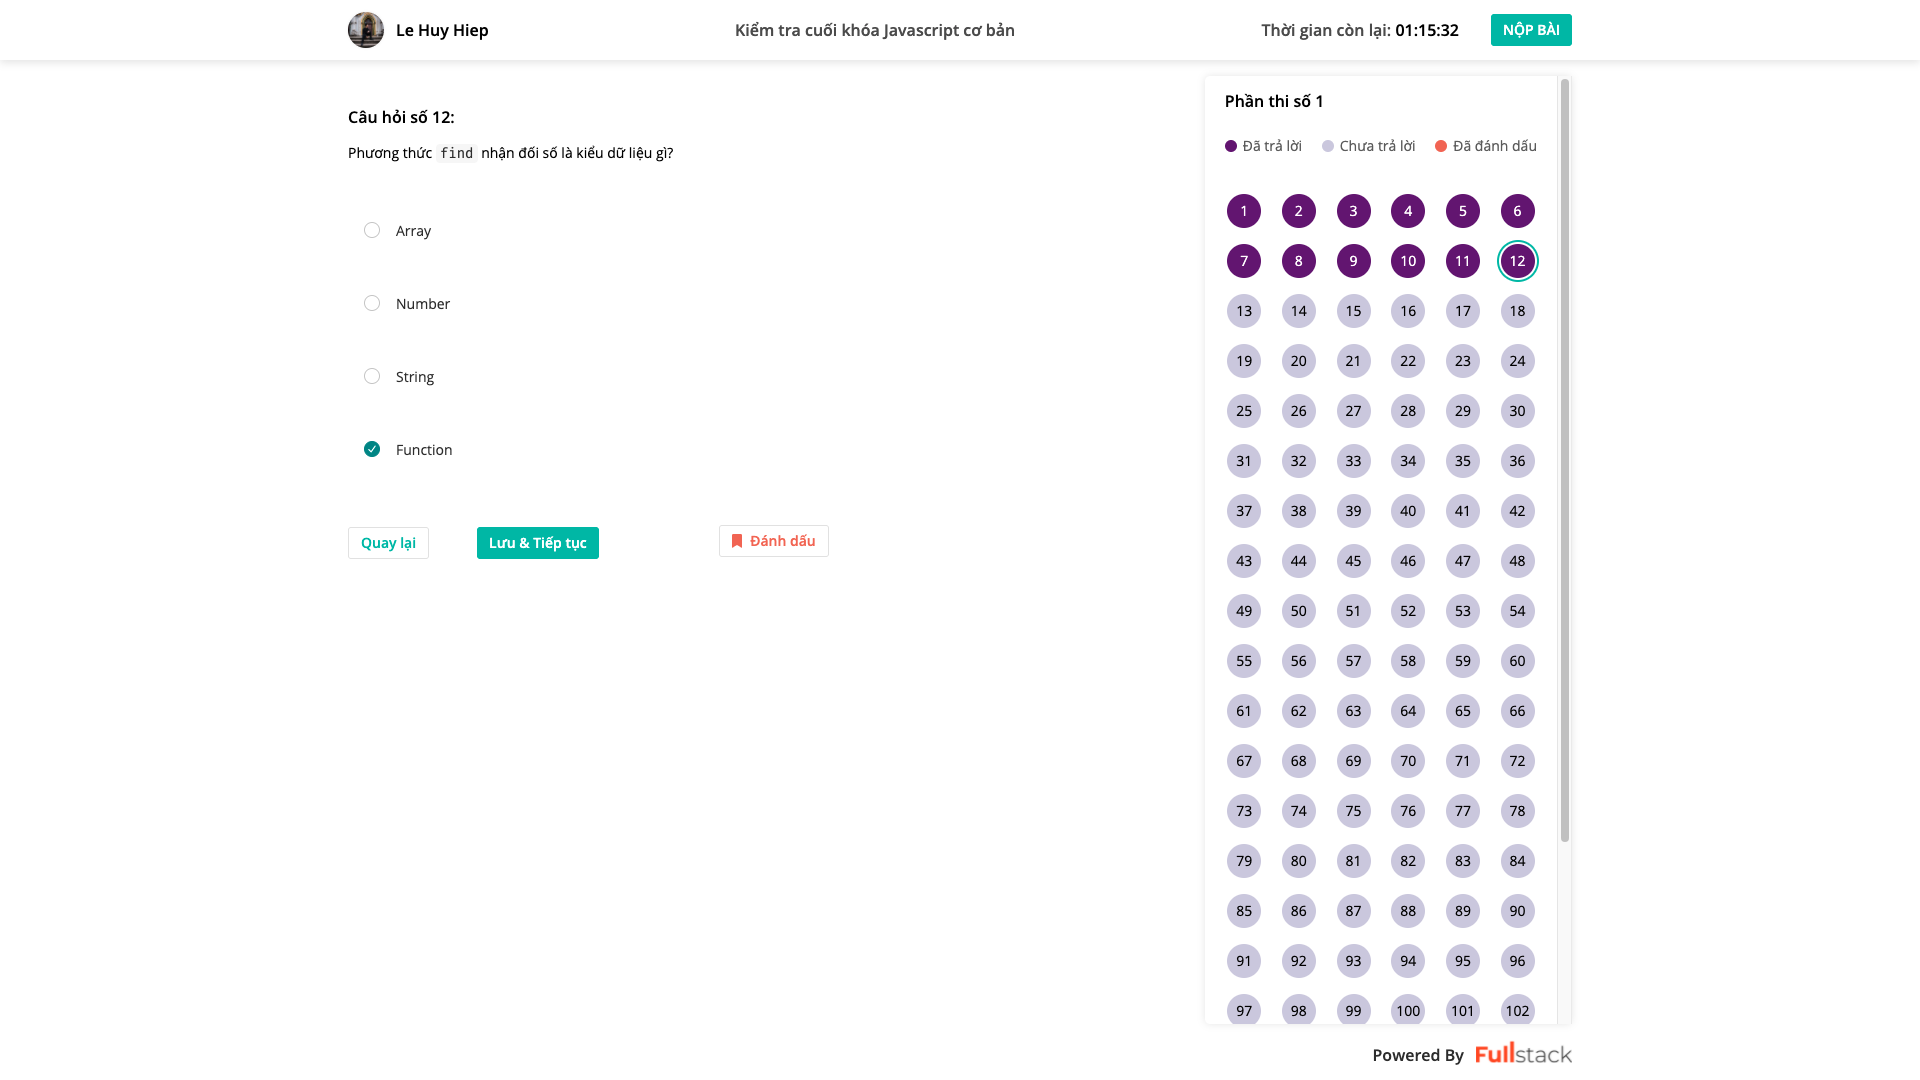 Le Huy Hiep
Kiểm tra cuối khóa Javascript cơ bản
Thời gian còn lại: 01:15:32
NỘP BÀI
Câu hỏi số 12:
Phương thức find nhận đối số là kiểu dữ liệu gì?
Array
Number
String
Function
Quay lại
Lưu & Tiếp tục
Đánh dấu
Phần thi số 1
Đã trả lời Chưa trả lời Đã đánh dấu
1 2 3 4 5 6
7 8 9 10 11 12
13 14 15 16 17 18
19 20 21 22 23 24
25 26 27 28 29 30
31 32 33 34 35 36
37 38 39 40 41 42
43 44 45 46 47 48
49 50 51 52 53 54
55 56 57 58 59 60
61 62 63 64 65 66
67 68 69 70 71 72
73 74 75 76 77 78
79 80 81 82 83 84
85 86 87 88 89 90
91 92 93 94 95 96
97 98 99 100 101 102
Powered By Fullstack